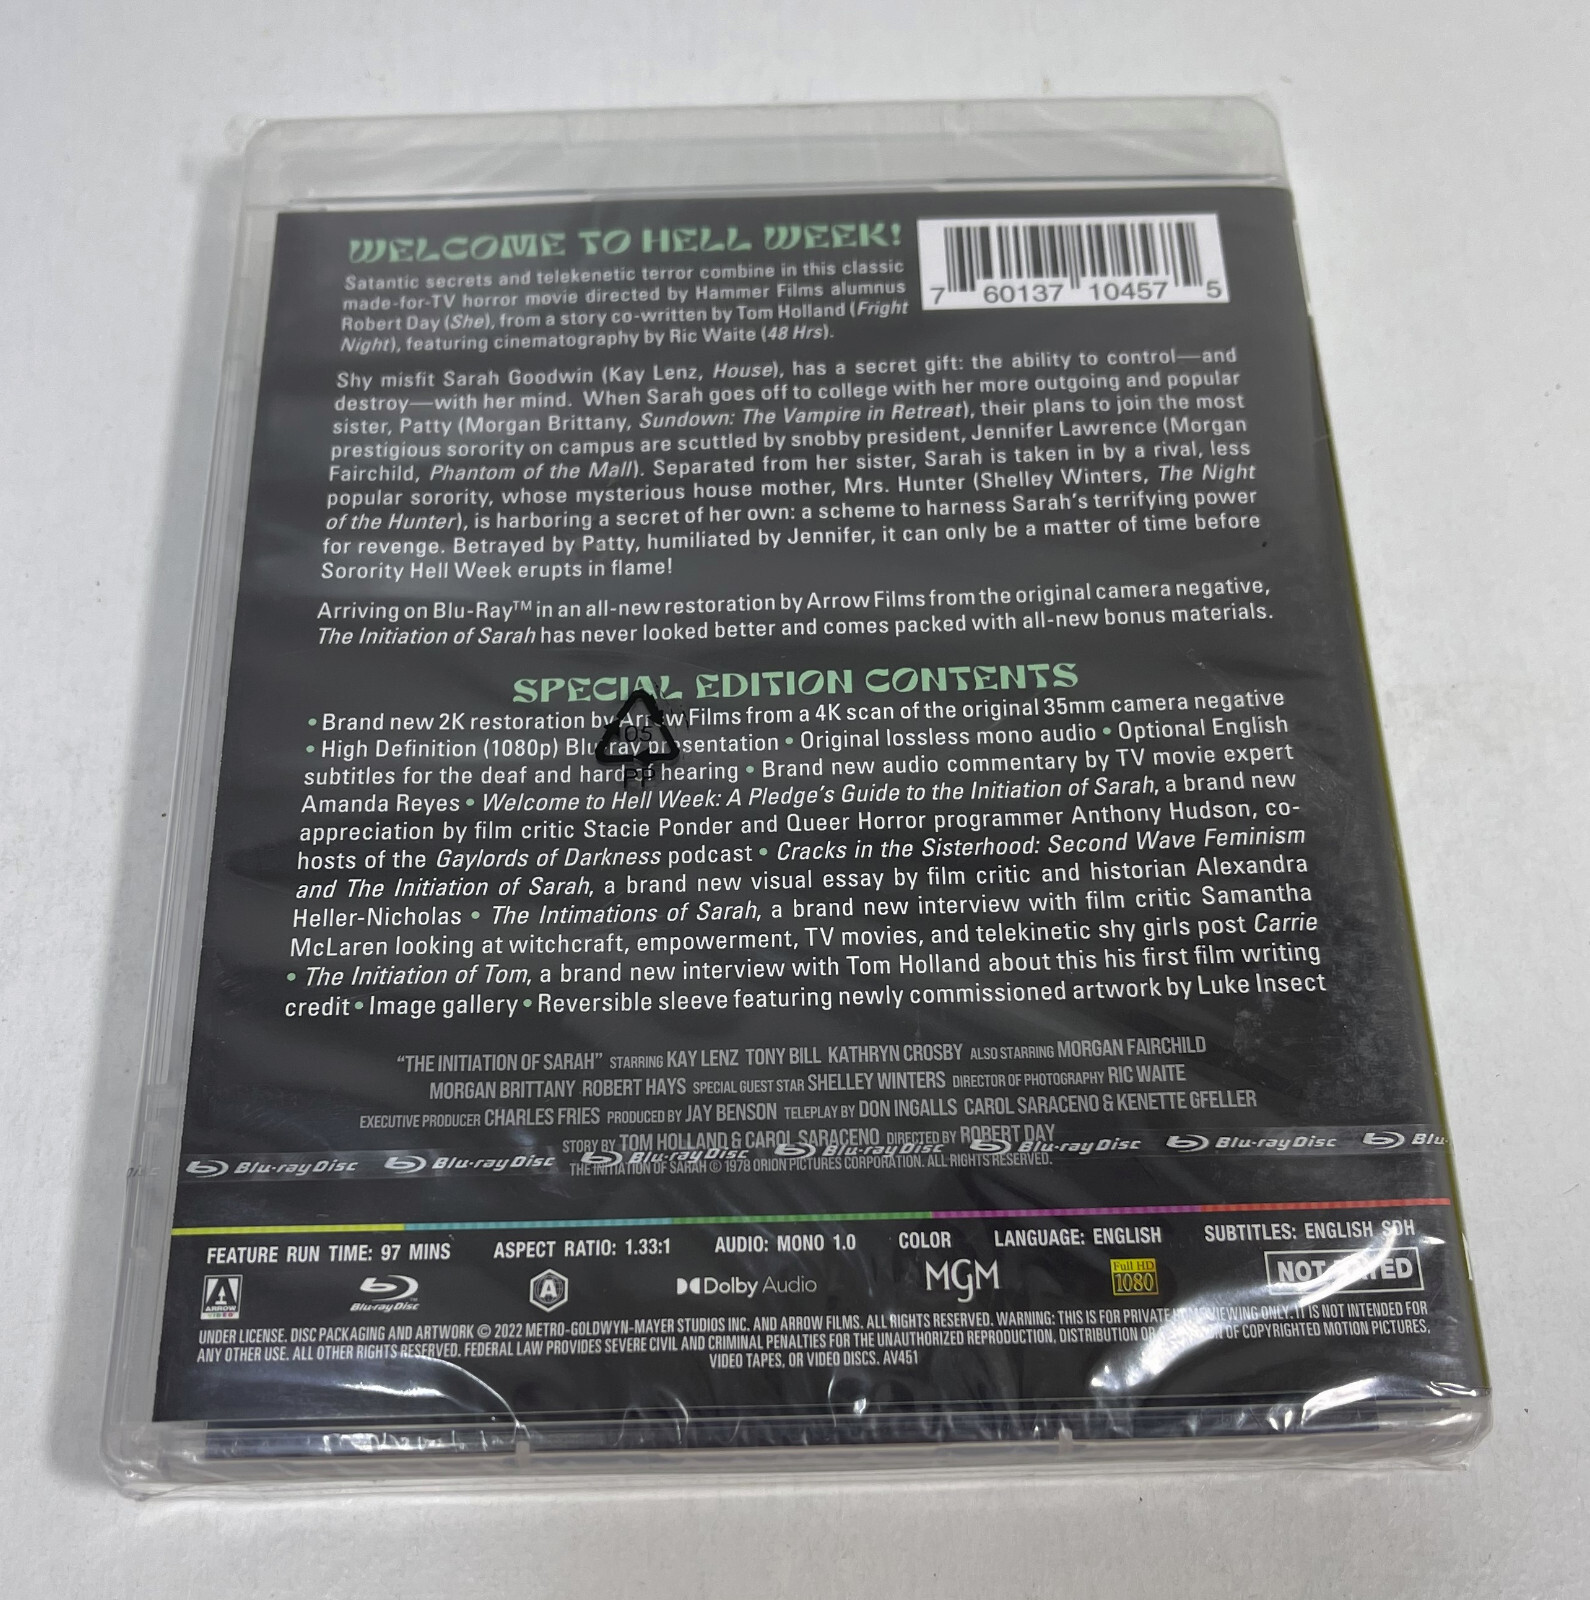 WELCOME TO HELL WEEK!
Satantic secrets and telekenetic terror combine in this classic
made-for-TV horror movie directed by Hammer Films alumnus
Robert Day (She), from a story co-written by Tom Holland (Fright
Night), featuring cinematography by Ric Waite (48 Hrs).
7 60137 10457 5
Shy misfit Sarah Goodwin (Kay Lenz, House), has a secret gift: the ability to control—and
destroy—with her mind. When Sarah goes off to college with her more outgoing and popular
sister, Patty (Morgan Brittany, Sundown: The Vampire in Retreat), their plans to join the most
prestigious sorority on campus are scuttled by snobby president, Jennifer Lawrence (Morgan
Fairchild, Phantom of the Mall). Separated from her sister, Sarah is taken in by a rival, less
popular sorority, whose mysterious house mother, Mrs. Hunter (Shelley Winters, The Night
of the Hunter), is harboring a secret of her own: a scheme to harness Sarah's terrifying power
for revenge. Betrayed by Patty, humiliated by Jennifer, it can only be a matter of time before
Sorority Hell Week erupts in flame!
Arriving on Blu-Ray™ in an all-new restoration by Arrow Films from the original camera negative,
The Initiation of Sarah has never looked better and comes packed with all-new bonus materials.
SPECIAL EDITION CONTENTS
• Brand new 2K restoration by Arrow Films from a 4K scan of the original 35mm camera negative
• High Definition (1080p) Blu-ray presentation • Original lossless mono audio • Optional English
subtitles for the deaf and hard of hearing • Brand new audio commentary by TV movie expert
Amanda Reyes • Welcome to Hell Week: A Pledge's Guide to the Initiation of Sarah, a brand new
appreciation by film critic Stacie Ponder and Queer Horror programmer Anthony Hudson, co-
hosts of the Gaylords of Darkness podcast • Cracks in the Sisterhood: Second Wave Feminism
and The Initiation of Sarah, a brand new visual essay by film critic and historian Alexandra
Heller-Nicholas • The Intimations of Sarah, a brand new interview with film critic Samantha
McLaren looking at witchcraft, empowerment, TV movies, and telekinetic shy girls post Carrie
• The Initiation of Tom, a brand new interview with Tom Holland about this his first film writing
credit • Image gallery • Reversible sleeve featuring newly commissioned artwork by Luke Insect
05
PP
"THE INITIATION OF SARAH" STARRING KAY LENZ TONY BILL KATHRYN CROSBY ALSO STARRING MORGAN FAIRCHILD
MORGAN BRITTANY ROBERT HAYS SPECIAL GUEST STAR SHELLEY WINTERS DIRECTOR OF PHOTOGRAPHY RIC WAITE
EXECUTIVE PRODUCER CHARLES FRIES PRODUCED BY JAY BENSON TELEPLAY BY DON INGALLS CAROL SARACENO & KENETTE GFELLER
STORY BY TOM HOLLAND & CAROL SARACENO DIRECTED BY ROBERT DAY
Blu-ray Disc Blu-ray Disc Blu-ray Disc Blu-ray Disc Blu-ray Disc Blu-ray Disc Blu-
THE INITIATION OF SARAH © 1978 ORION PICTURES CORPORATION. ALL RIGHTS RESERVED.
FEATURE RUN TIME: 97 MINS ASPECT RATIO: 1.33:1 AUDIO: MONO 1.0 COLOR LANGUAGE: ENGLISH SUBTITLES: ENGLISH SDH
ARROW VIDEO Blu-ray Disc A Dolby Audio MGM Full HD 1080 NOT RATED
UNDER LICENSE. DISC PACKAGING AND ARTWORK © 2022 METRO-GOLDWYN-MAYER STUDIOS INC. AND ARROW FILMS. ALL RIGHTS RESERVED. WARNING: THIS IS FOR PRIVATE VIEWING ONLY. IT IS NOT INTENDED FOR
ANY OTHER USE. ALL OTHER RIGHTS RESERVED. FEDERAL LAW PROVIDES SEVERE CIVIL AND CRIMINAL PENALTIES FOR THE UNAUTHORIZED REPRODUCTION, DISTRIBUTION OF COPYRIGHTED MOTION PICTURES,
VIDEO TAPES, OR VIDEO DISCS. AV451